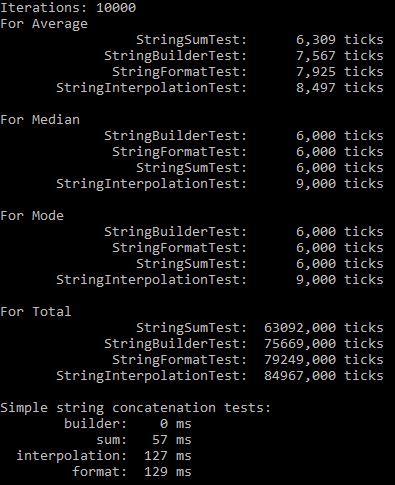 Iterations: 10000
For Average
StringSumTest: 6,309 ticks
StringBuilderTest: 7,567 ticks
StringFormatTest: 7,925 ticks
StringInterpolationTest: 8,497 ticks
For Median
StringBuilderTest: 6,000 ticks
StringFormatTest: 6,000 ticks
StringSumTest: 6,000 ticks
StringInterpolationTest: 9,000 ticks
For Mode
StringBuilderTest: 6,000 ticks
StringFormatTest: 6,000 ticks
StringSumTest: 6,000 ticks
StringInterpolationTest: 9,000 ticks
For Total
StringSumTest: 63092,000 ticks
StringBuilderTest: 75669,000 ticks
StringFormatTest: 79249,000 ticks
StringInterpolationTest: 84967,000 ticks
Simple string concatenation tests:
builder: 0 ms
sum: 57 ms
interpolation: 127 ms
format: 129 ms